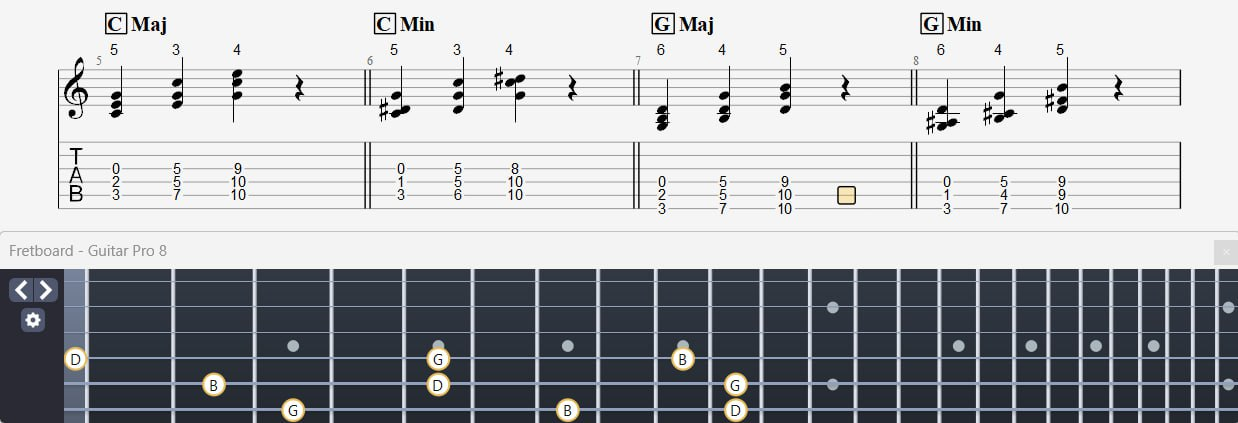 C Maj C Min G Maj G Min
5 3 4 5 3 4 6 4 5 6 4 5
5 6 7 8
T 0 5 9 0 5 8
A 2 5 10 1 5 10 0 5 9 0 5 9
B 3 7 10 3 6 10 2 5 10 1 4 9
3 7 10 3 7 10
Fretboard - Guitar Pro 8
D G B
B D G
G B D